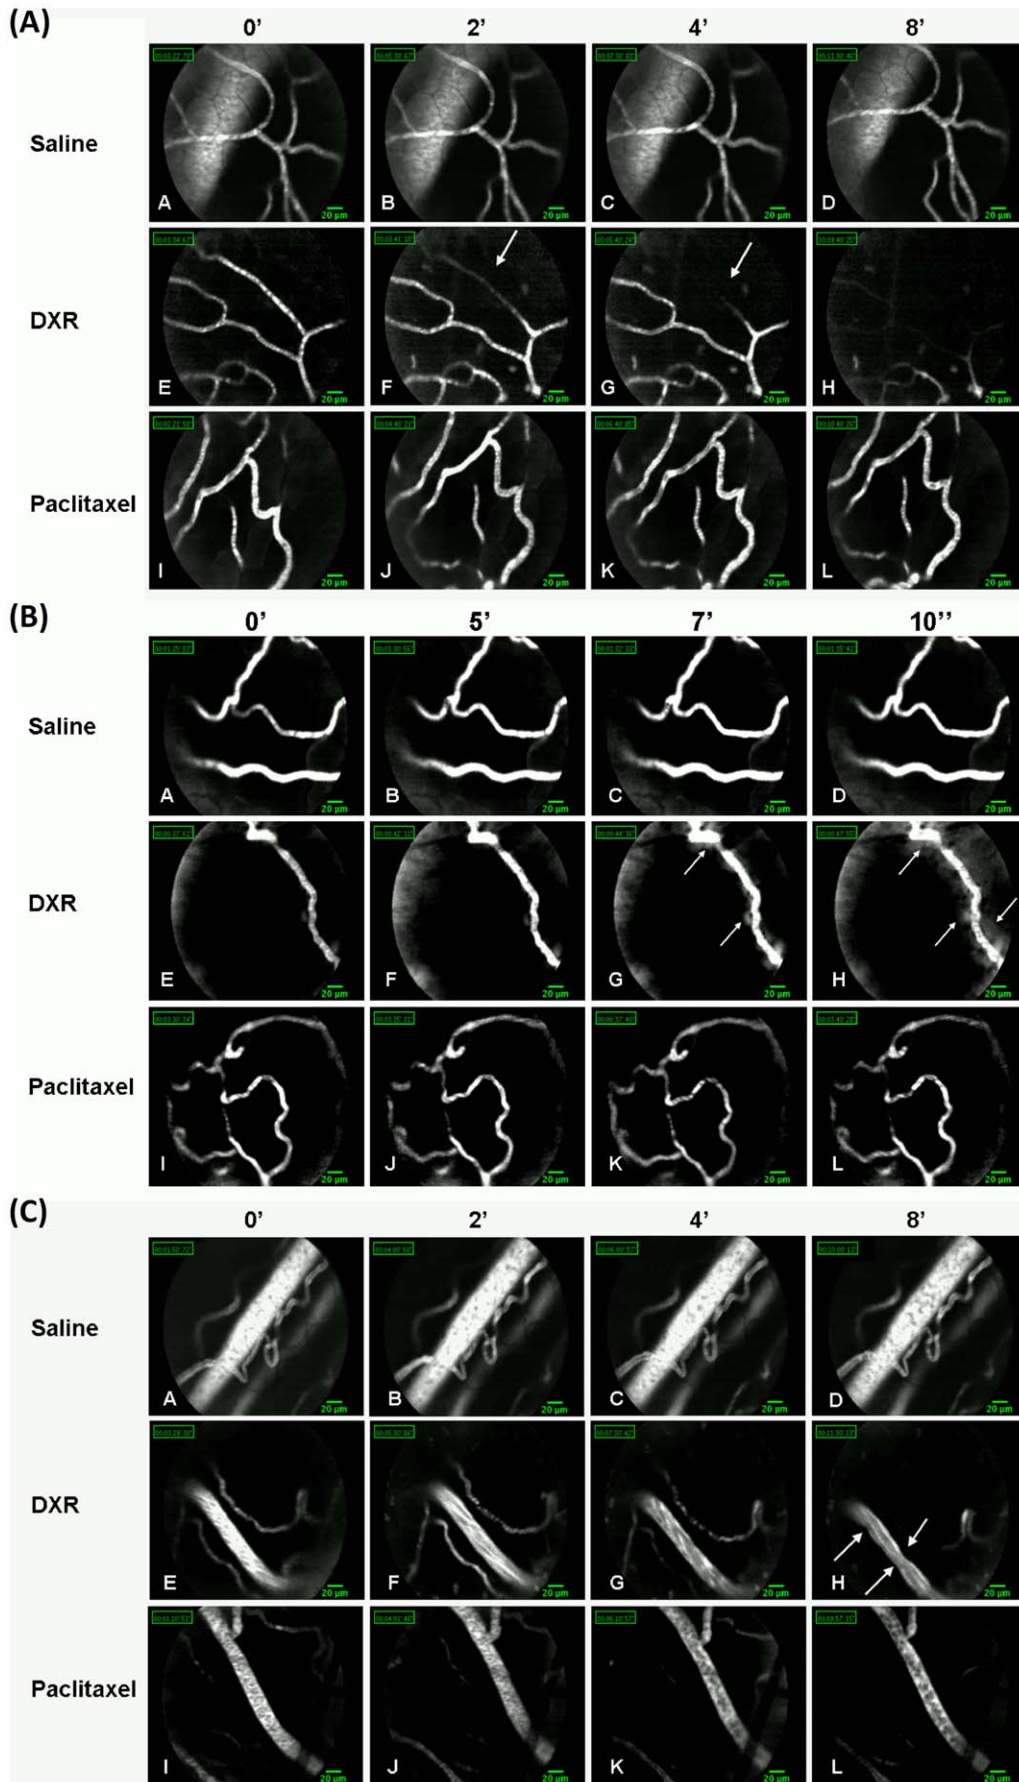 (A) 0’ 2’ 4’ 8’
Saline
A 20 µm B 20 µm C 20 µm D 20 µm
DXR
E 20 µm F 20 µm G 20 µm H 20 µm
Paclitaxel
I 20 µm J 20 µm K 20 µm L 20 µm
(B) 0’ 5’ 7’ 10’’
Saline
A 20 µm B 20 µm C 20 µm D 20 µm
DXR
E 20 µm F 20 µm G 20 µm H 20 µm
Paclitaxel
I 20 µm J 20 µm K 20 µm L 20 µm
(C) 0’ 2’ 4’ 8’
Saline
A 20 µm B 20 µm C 20 µm D 20 µm
DXR
E 20 µm F 20 µm G 20 µm H 20 µm
Paclitaxel
I 20 µm J 20 µm K 20 µm L 20 µm